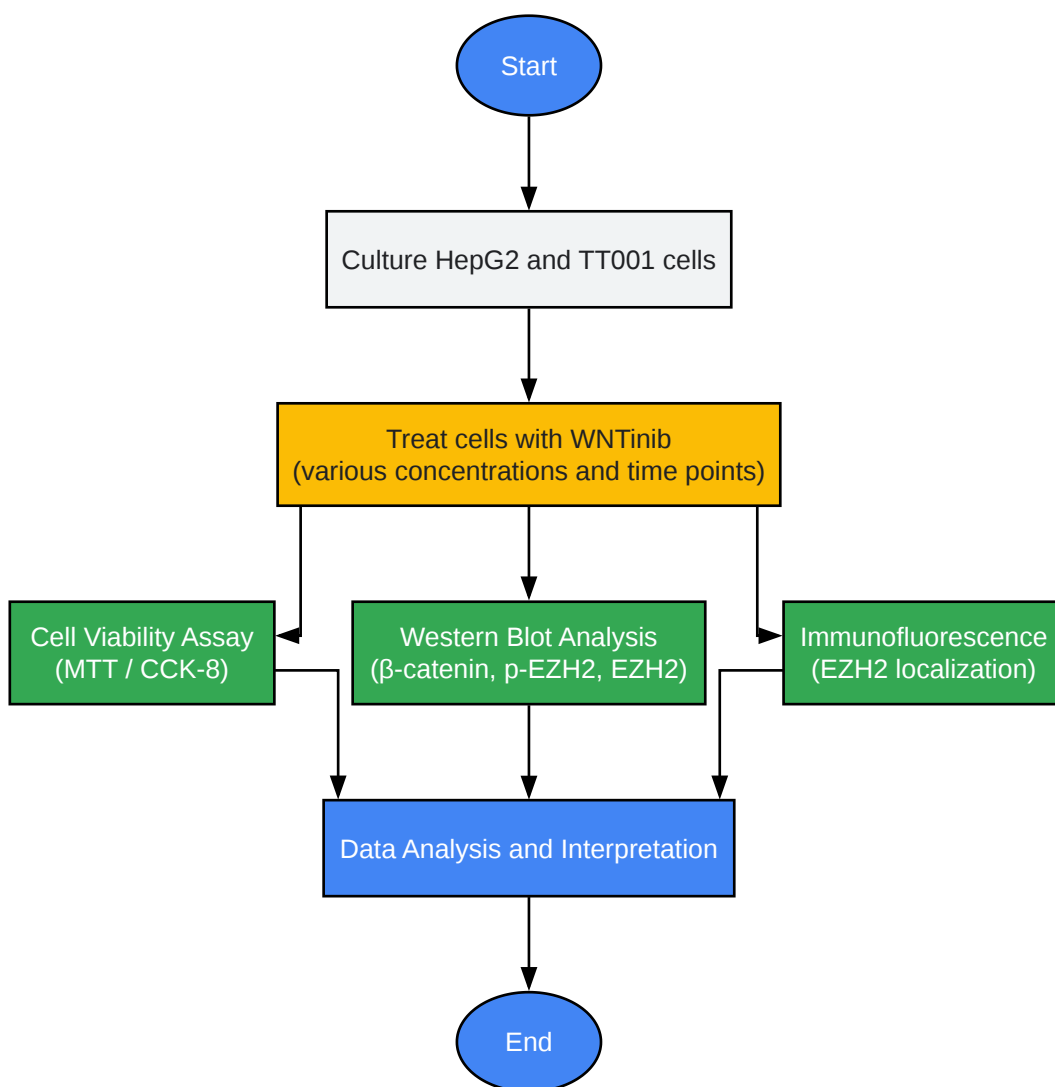 Start
Culture HepG2 and TT001 cells
Treat cells with WNTinib
(various concentrations and time points)
Cell Viability Assay
(MTT / CCK-8)
Western Blot Analysis
(β-catenin, p-EZH2, EZH2)
Immunofluorescence
(EZH2 localization)
Data Analysis and Interpretation
End